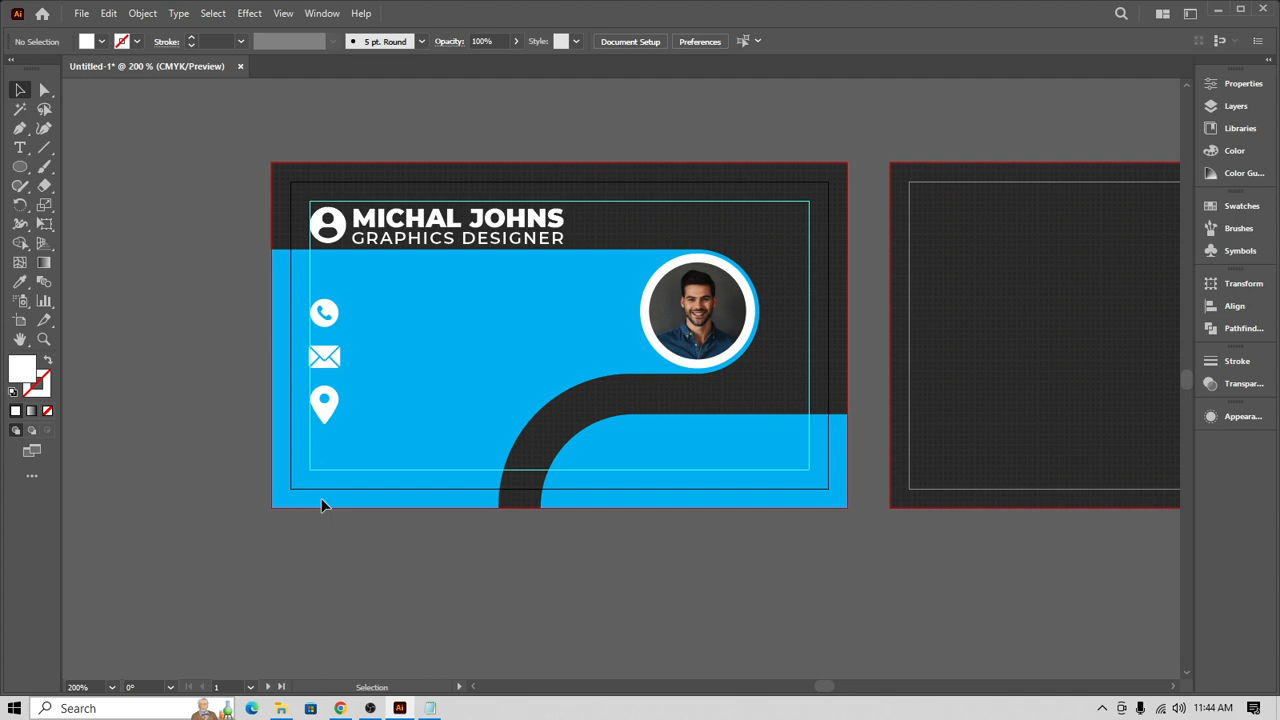 Ai File Edit Object Type Select Effect View Window Help
No Selection Stroke: 5 pt. Round Opacity: 100% Style: Document Setup Preferences
Untitled-1* @ 200 % (CMYK/Preview)
Properties
Layers
Libraries
Color
Color Gu...
Swatches
Brushes
Symbols
Transform
Align
Pathfind...
Stroke
Transpar...
Appeara...
MICHAL JOHNS
GRAPHICS DESIGNER
200% 0° 1 Selection
Search Ai 11:44 AM